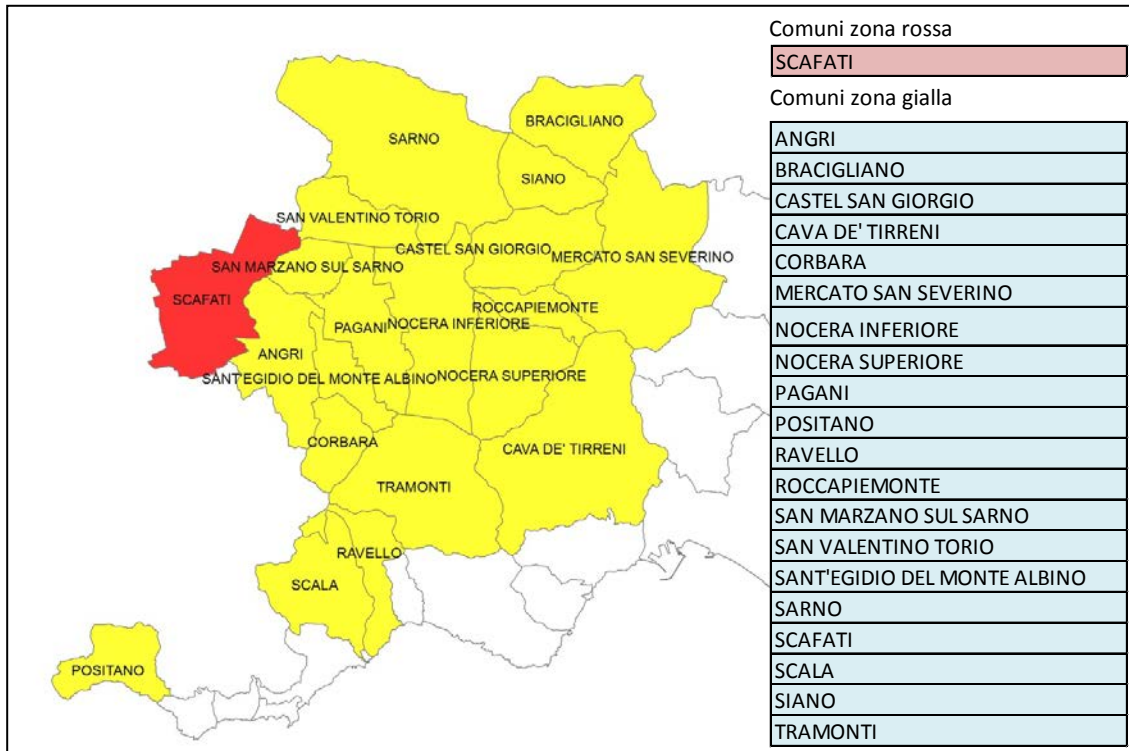 Comuni zona rossa
SCAFATI
Comuni zona gialla
ANGRI
BRACIGLIANO
CASTEL SAN GIORGIO
CAVA DE' TIRRENI
CORBARA
MERCATO SAN SEVERINO
NOCERA INFERIORE
NOCERA SUPERIORE
PAGANI
POSITANO
RAVELLO
ROCCAPIEMONTE
SAN MARZANO SUL SARNO
SAN VALENTINO TORIO
SANT'EGIDIO DEL MONTE ALBINO
SARNO
SCAFATI
SCALA
SIANO
TRAMONTI
BRACIGLIANO
SARNO
SIANO
SAN VALENTINO TORIO
CASTEL SAN GIORGIO
MERCATO SAN SEVERINO
SAN MARZANO SUL SARNO
SCAFATI
ROCCAPIEMONTE
PAGANI
NOCERA INFERIORE
ANGRI
SANT'EGIDIO DEL MONTE ALBINO
NOCERA SUPERIORE
CORBARA
CAVA DE' TIRRENI
TRAMONTI
RAVELLO
SCALA
POSITANO